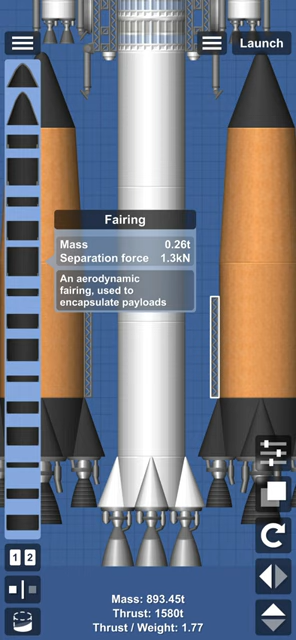 Launch
Fairing
Mass 0.26t
Separation force 1.3kN
An aerodynamic
fairing, used to
encapsulate payloads
1 2
Mass: 893.45t
Thrust: 1580t
Thrust / Weight: 1.77